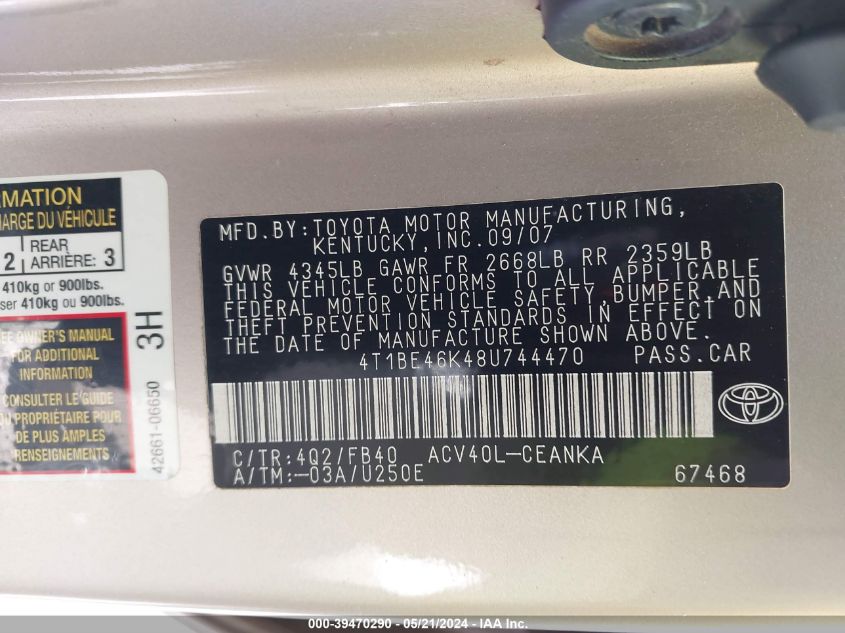 RMATION
HARGE DU VÉHICULE
2 REAR ARRIÈRE: 3
410kg or 900lbs.
ser 410kg ou 900lbs.
EE OWNER'S MANUAL
FOR ADDITIONAL
INFORMATION
CONSULTER LE GUIDE
DU PROPRIÉTAIRE POUR
DE PLUS AMPLES
RENSEIGNEMENTS
3H
42661-06650
MFD.BY:TOYOTA MOTOR MANUFACTURING,
KENTUCKY,INC.09/07
GVWR 4345LB GAWR FR 2668LB RR 2359LB
THIS VEHICLE CONFORMS TO ALL APPLICABLE
FEDERAL MOTOR VEHICLE SAFETY,BUMPER,AND
THEFT PREVENTION STANDARDS IN EFFECT ON
THE DATE OF MANUFACTURE SHOWN ABOVE.
4T1BE46K48U744470 PASS.CAR
C/TR:4Q2/FB40 ACV40L-CEANKA
A/TM:-03A/U250E 67468
000-39470290 - 05/21/2024 - IAA Inc.